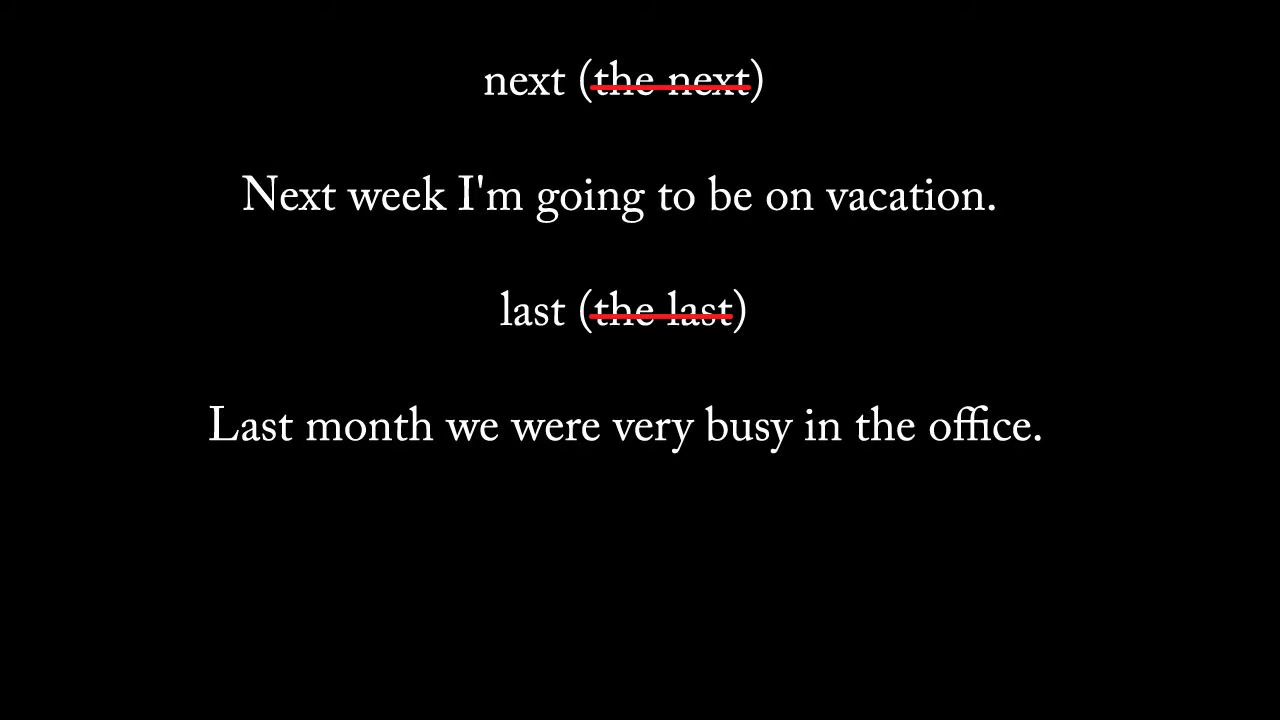 next (the next)
Next week I'm going to be on vacation.
last (the last)
Last month we were very busy in the office.